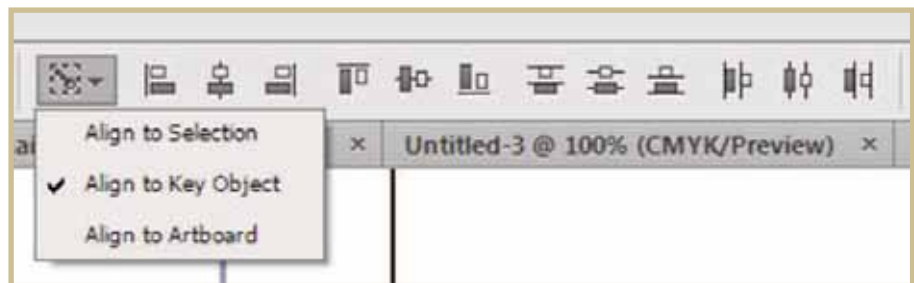 Align to Selection
× Untitled-3 @ 100% (CMYK/Preview) ×
Align to Key Object
Align to Artboard